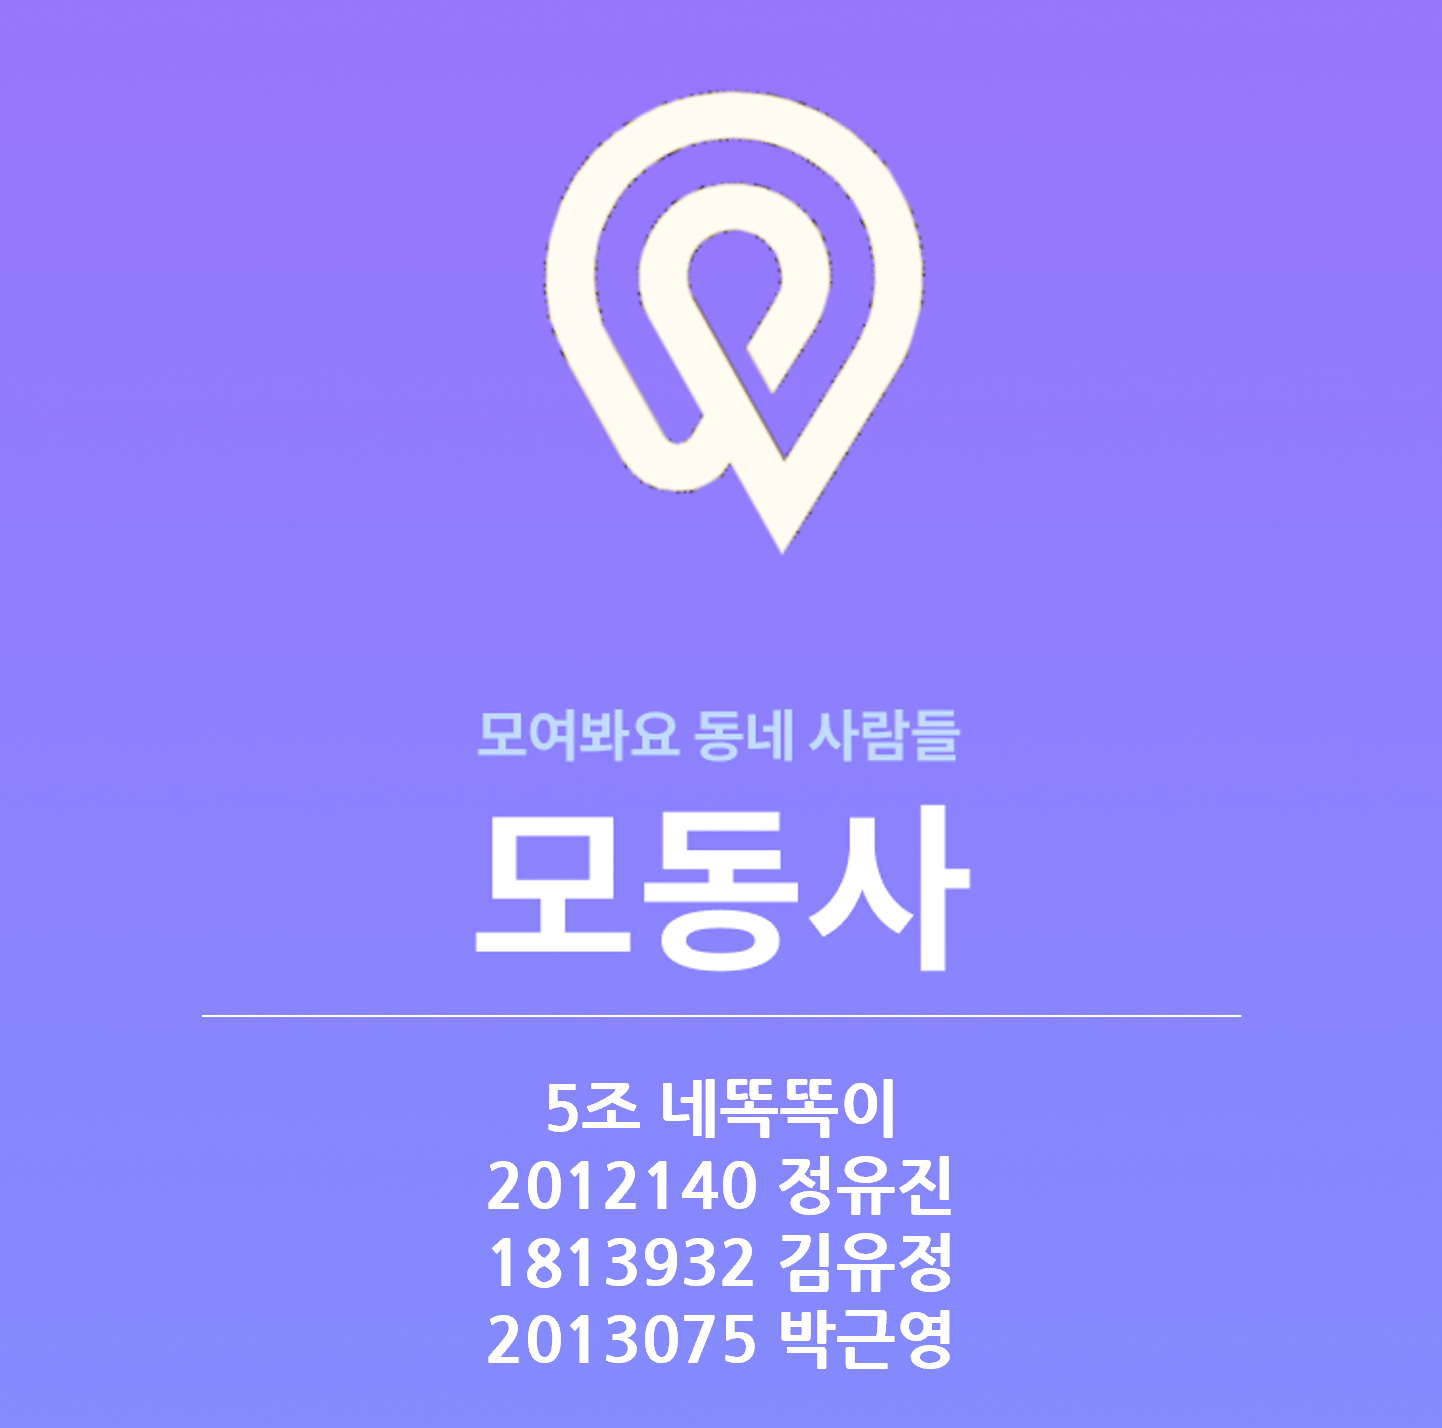 모여봐요 동네 사람들
모동사
5조 네똑똑이
2012140 정유진
1813932 김유정
2013075 박근영